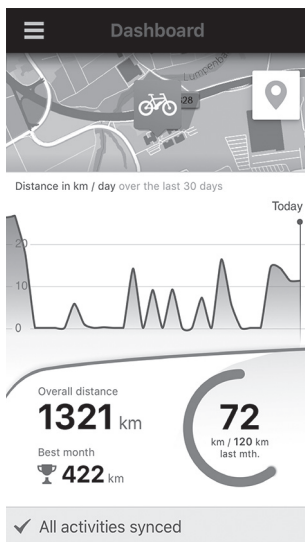 Dashboard
Lumpenb
28
Distance in km / day over the last 30 days
Today
20
10
0
Overall distance
1321 km
Best month
422 km
72
km / 120 km
last mth.
All activities synced